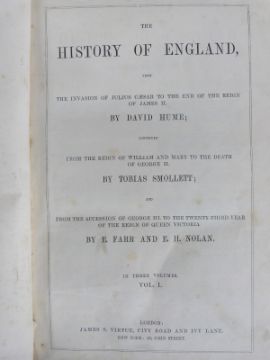 THE
HISTORY OF ENGLAND,
FROM
THE INVASION OF JULIUS CÆSAR TO THE END OF THE REIGN
OF JAMES II.
BY DAVID HUME;
CONTINUED
FROM THE REIGN OF WILLIAM AND MARY TO THE DEATH
OF GEORGE II.
BY TOBIAS SMOLLETT;
AND
FROM THE ACCESSION OF GEORGE III. TO THE TWENTY-THIRD YEAR
OF THE REIGN OF QUEEN VICTORIA
BY E. FARR AND E. H. NOLAN.
IN THREE VOLUMES.
VOL. I.
LONDON:
JAMES S. VIRTUE, CITY ROAD AND IVY LANE.
NEW YORK: 26, JOHN STREET.